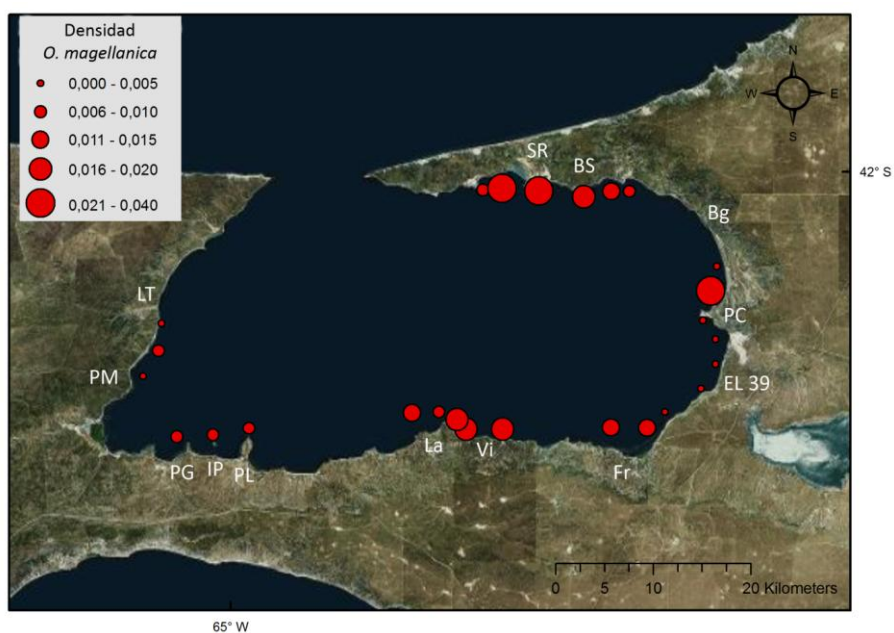 Densidad
O. magellanica
0,000 - 0,005
0,006 - 0,010
0,011 - 0,015
0,016 - 0,020
0,021 - 0,040
N
W E
S
SR
BS
42° S
Bg
LT
PC
PM
EL 39
La
Vi
PG
IP
PL
Fr
0 5 10 20 Kilometers
65° W